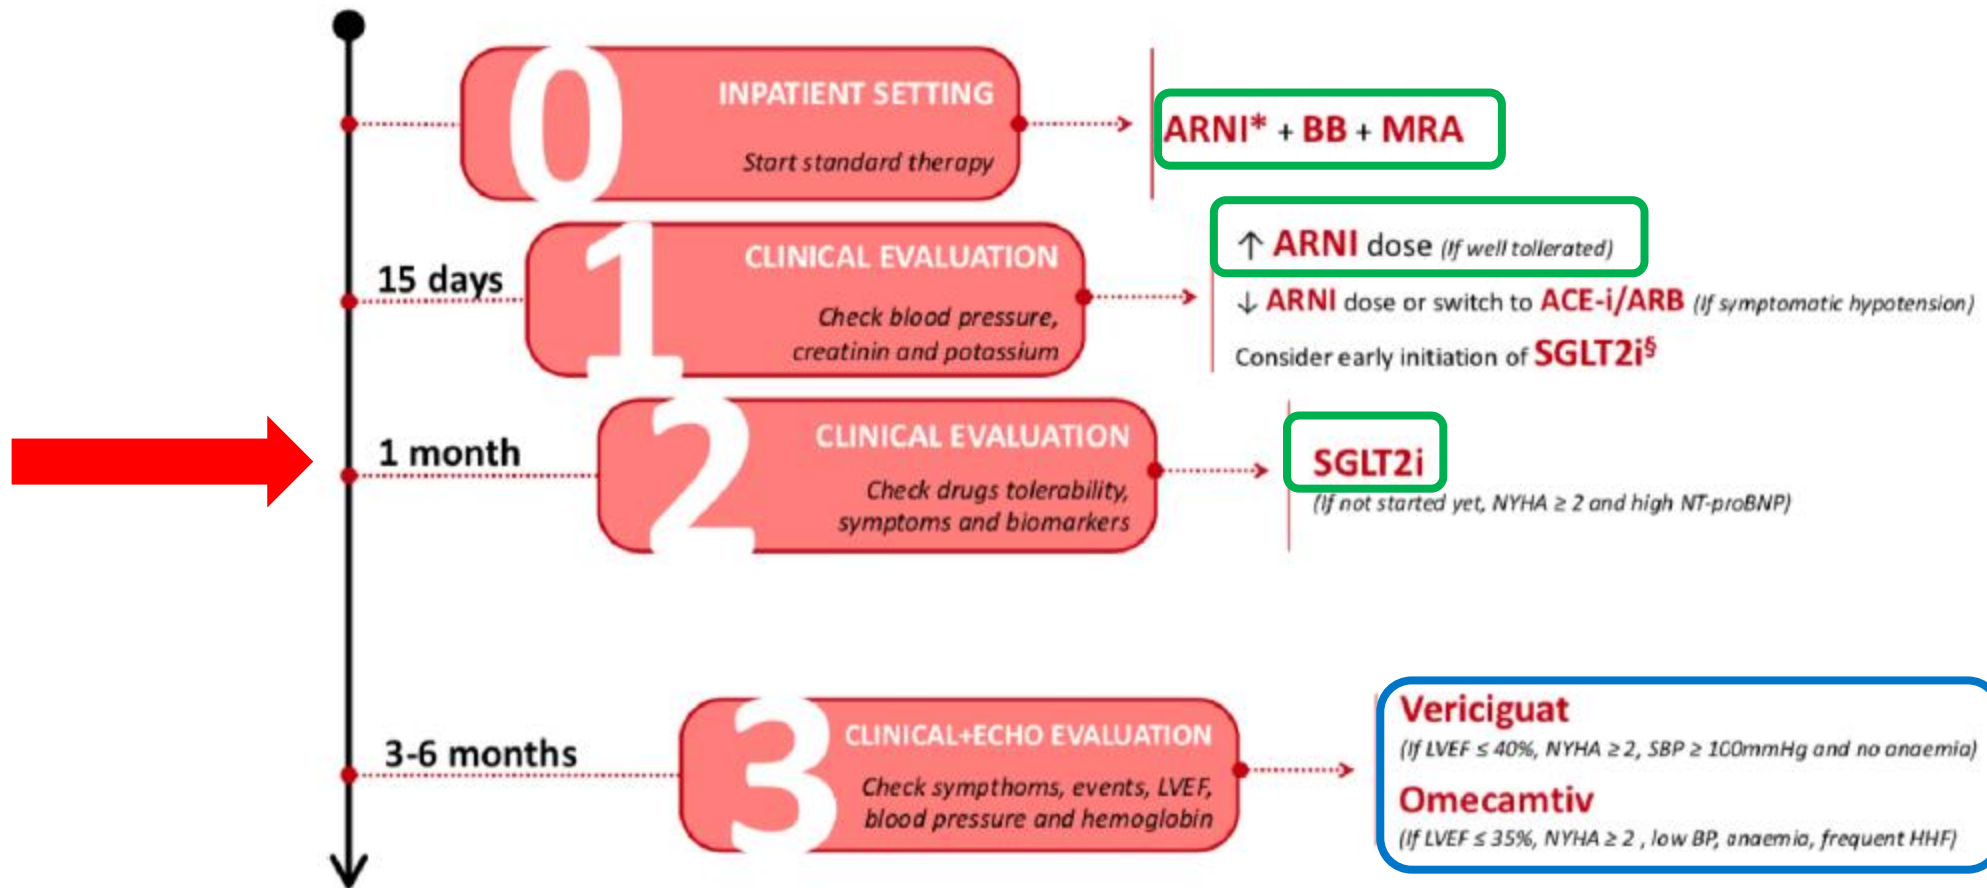 0
INPATIENT SETTING
Start standard therapy
ARNI* + BB + MRA
15 days
1
CLINICAL EVALUATION
Check blood pressure,
creatinin and potassium
↑ ARNI dose (If well tollerated)
↓ ARNI dose or switch to ACE-i/ARB (If symptomatic hypotension)
Consider early initiation of SGLT2i§
1 month
2
CLINICAL EVALUATION
Check drugs tolerability,
symptoms and biomarkers
SGLT2i
(If not started yet, NYHA ≥ 2 and high NT-proBNP)
3-6 months
3
CLINICAL+ECHO EVALUATION
Check sympthoms, events, LVEF,
blood pressure and hemoglobin
Vericiguat
(If LVEF ≤ 40%, NYHA ≥ 2, SBP ≥ 100mmHg and no anaemia)
Omecamtiv
(If LVEF ≤ 35%, NYHA ≥ 2 , low BP, anaemia, frequent HHF)